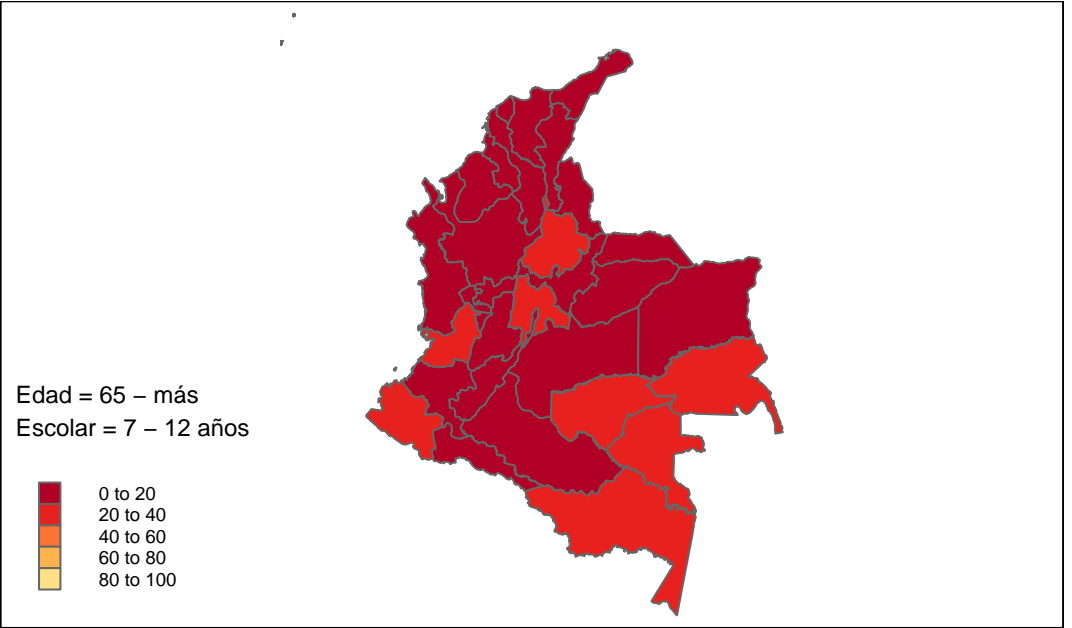 Edad = 65 – más
Escolar = 7 – 12 años
0 to 20
20 to 40
40 to 60
60 to 80
80 to 100